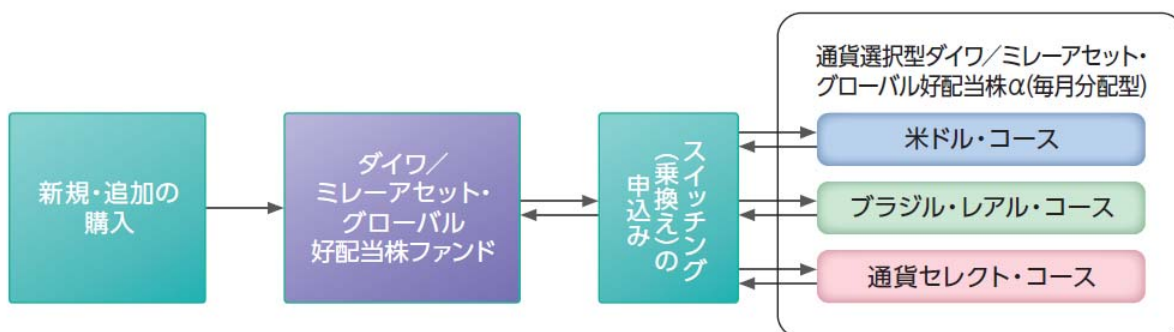 新規・追加の
購入
ダイワ／
ミレーアセット・
グローバル
好配当株ファンド
スイッチング
(乗換え)の
申込み
通貨選択型ダイワ／ミレーアセット・
グローバル好配当株α(毎月分配型)
米ドル・コース
ブラジル・レアル・コース
通貨セレクト・コース